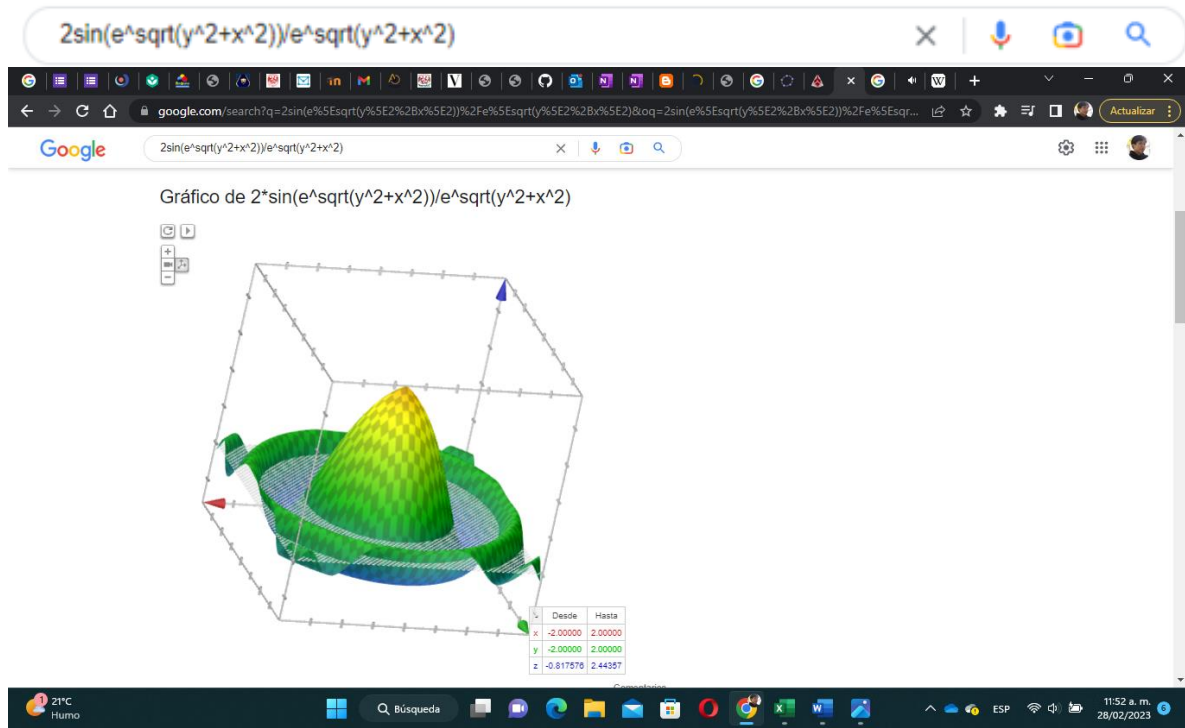 2sin(e^sqrt(y^2+x^2))/e^sqrt(y^2+x^2)
google.com/search?q=2sin(e%5Esqrt(y%5E2%2Bx%5E2))%2Fe%5Esqrt(y%5E2%2Bx%5E2)&oq=2sin(e%5Esqrt(y%5E2%2Bx%5E2))%2Fe%5Esqr...
Actualizar
Google
2sin(e^sqrt(y^2+x^2))/e^sqrt(y^2+x^2)
Gráfico de 2*sin(e^sqrt(y^2+x^2))/e^sqrt(y^2+x^2)
Desde Hasta
x -2.00000 2.00000
y -2.00000 2.00000
z -0.817576 2.44357
Comentarios
21°C
Humo
Búsqueda
ESP
11:52 a. m.
28/02/2023